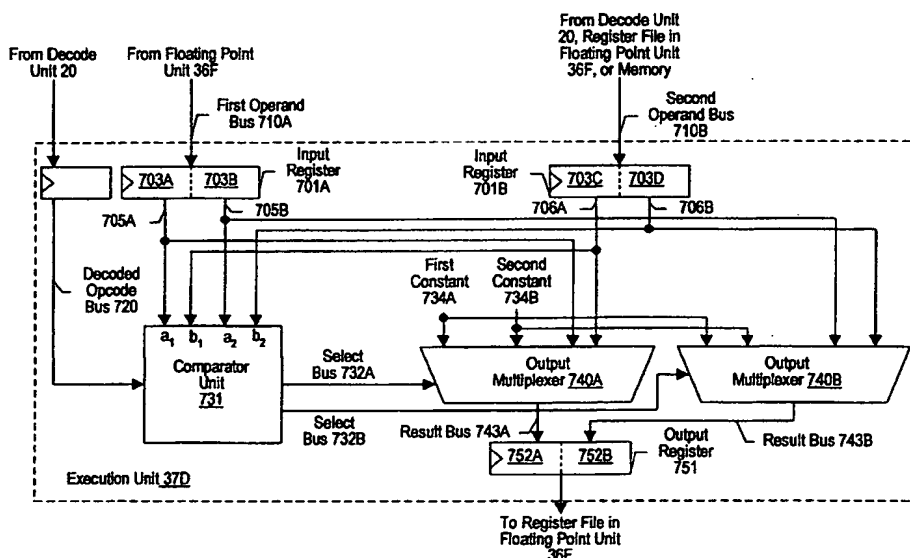 From Decode
Unit 20
From Floating Point
Unit 36F
From Decode Unit
20, Register File in
Floating Point Unit
36F, or Memory
First Operand
Bus 710A
Second
Operand Bus
710B
703A
703B
Input
Register
701A
Input
Register
701B
703C
703D
705A
705B
706A
706B
Decoded
Opcode
Bus 720
First
Constant
734A
Second
Constant
734B
a1 b1 a2 b2
Comparator
Unit
731
Select
Bus 732A
Select
Bus 732B
Output
Multiplexer 740A
Output
Multiplexer 740B
Result Bus 743A
Result Bus 743B
752A
752B
Output
Register
751
Execution Unit 37D
To Register File in
Floating Point Unit
36F